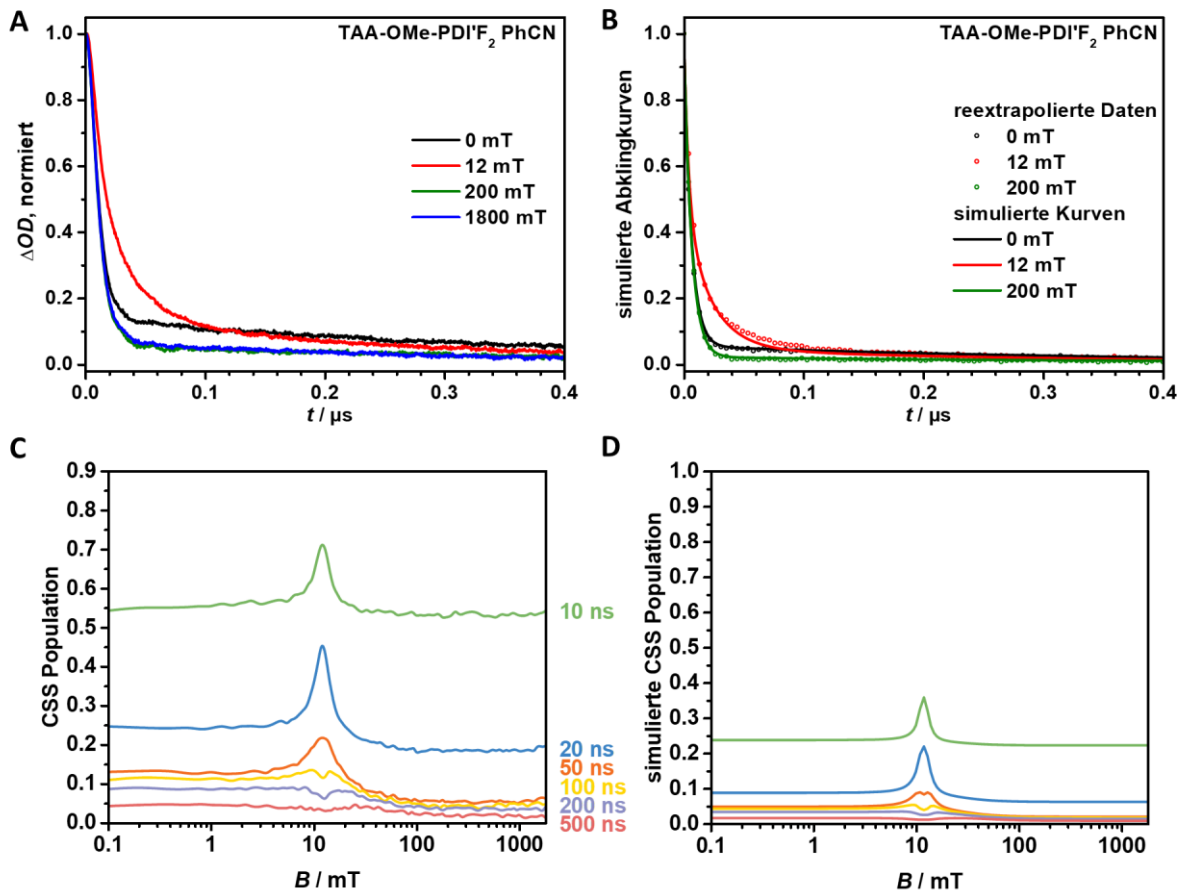 A
TAA-OMe-PDI'F₂ PhCN
ΔOD, normiert
1.0
0.8
0.6
0.4
0.2
0.0
0 mT
12 mT
200 mT
1800 mT
0.0 0.1 0.2 0.3 0.4
t / µs
B
TAA-OMe-PDI'F₂ PhCN
simulierte Abklingkurven
1.0
0.8
0.6
0.4
0.2
0.0
reextrapolierte Daten
0 mT
12 mT
200 mT
simulierte Kurven
0 mT
12 mT
200 mT
0.0 0.1 0.2 0.3 0.4
t / µs
C
CSS Population
0.9
0.8
0.7
0.6
0.5
0.4
0.3
0.2
0.1
0.0
10 ns
20 ns
50 ns
100 ns
200 ns
500 ns
0.1 1 10 100 1000
B / mT
D
simulierte CSS Population
1.0
0.9
0.8
0.7
0.6
0.5
0.4
0.3
0.2
0.1
0.0
0.1 1 10 100 1000
B / mT